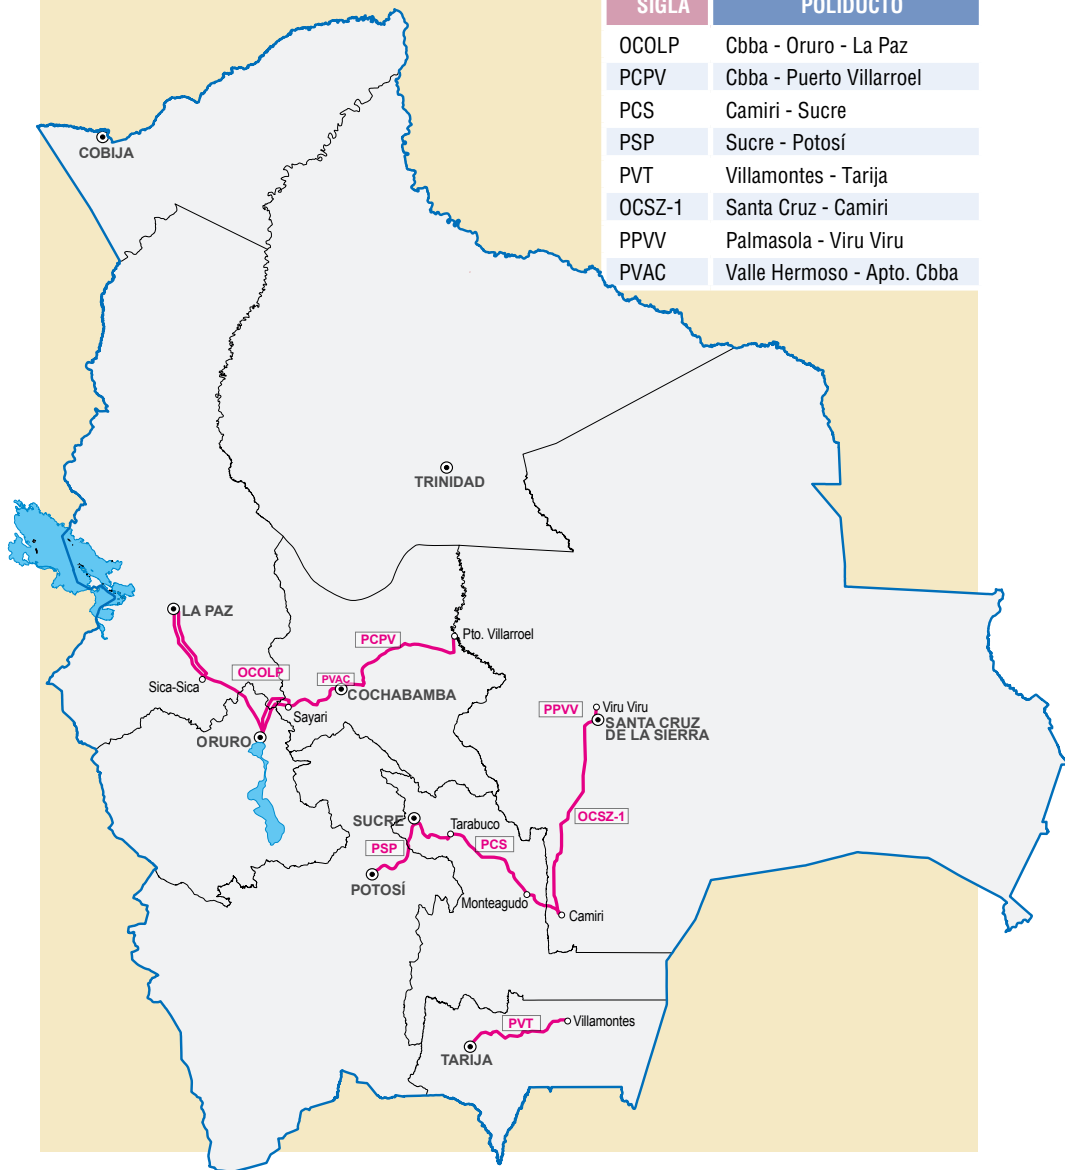 SIGLA POLIDUCTO
OCOLP Cbba - Oruro - La Paz
PCPV Cbba - Puerto Villarroel
PCS Camiri - Sucre
PSP Sucre - Potosí
PVT Villamontes - Tarija
OCSZ-1 Santa Cruz - Camiri
PPVV Palmasola - Viru Viru
PVAC Valle Hermoso - Apto. Cbba
COBIJA
TRINIDAD
LA PAZ
PCPV
Pto. Villarroel
OCOLP
PVAC
Sica-Sica
COCHABAMBA
Sayari
PPVV
Viru Viru
SANTA CRUZ
DE LA SIERRA
ORURO
OCSZ-1
SUCRE
Tarabuco
PSP
PCS
POTOSÍ
Monteagudo
Camiri
PVT
Villamontes
TARIJA